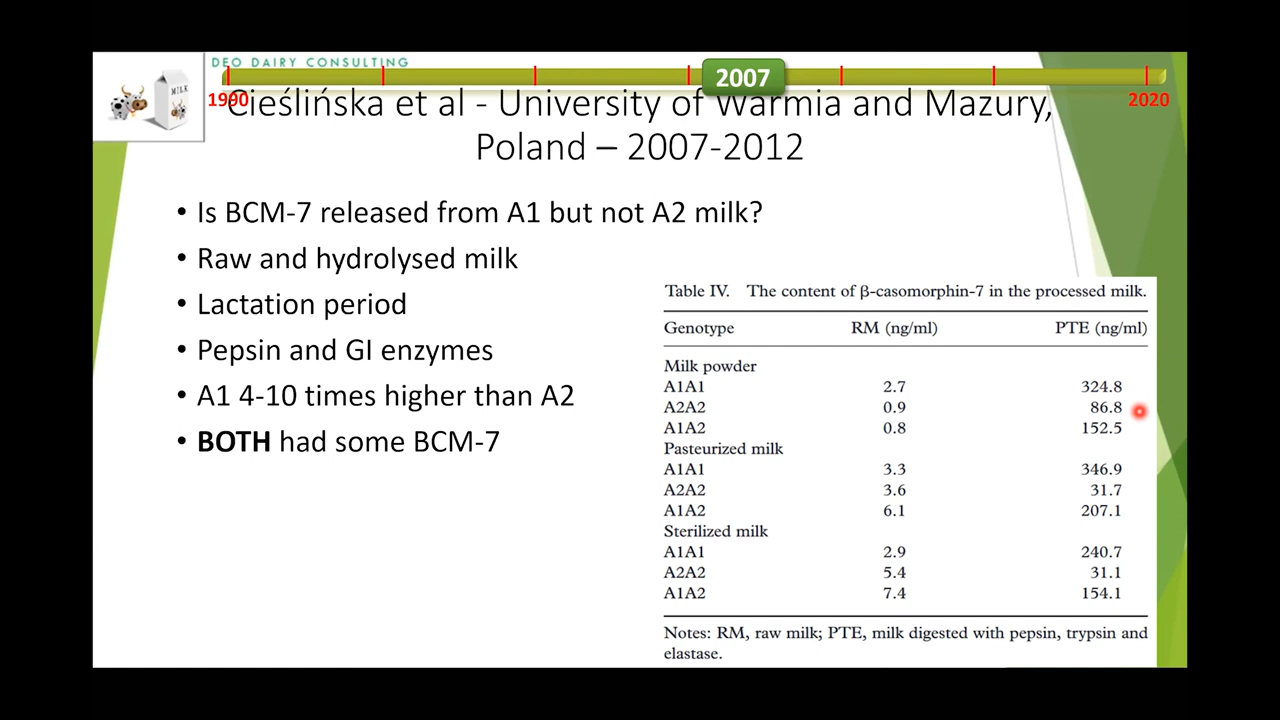 DEO DAIRY CONSULTING
MILK
2007
1990
2020
Cieślińska et al - University of Warmia and Mazury,
Poland – 2007-2012
• Is BCM-7 released from A1 but not A2 milk?
• Raw and hydrolysed milk
• Lactation period
• Pepsin and GI enzymes
• A1 4-10 times higher than A2
• BOTH had some BCM-7
Table IV. The content of β-casomorphin-7 in the processed milk.
Genotype RM (ng/ml) PTE (ng/ml)
Milk powder
A1A1 2.7 324.8
A2A2 0.9 86.8
A1A2 0.8 152.5
Pasteurized milk
A1A1 3.3 346.9
A2A2 3.6 31.7
A1A2 6.1 207.1
Sterilized milk
A1A1 2.9 240.7
A2A2 5.4 31.1
A1A2 7.4 154.1
Notes: RM, raw milk; PTE, milk digested with pepsin, trypsin and
elastase.